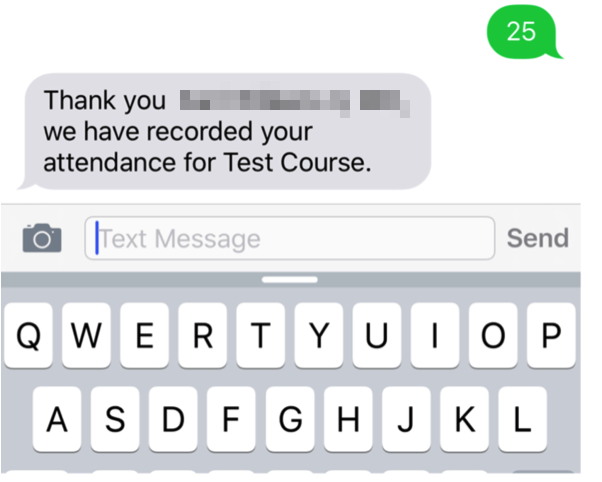 25
Thank you
we have recorded your
attendance for Test Course.
Text Message
Send
Q W E R T Y U I O P
A S D F G H J K L